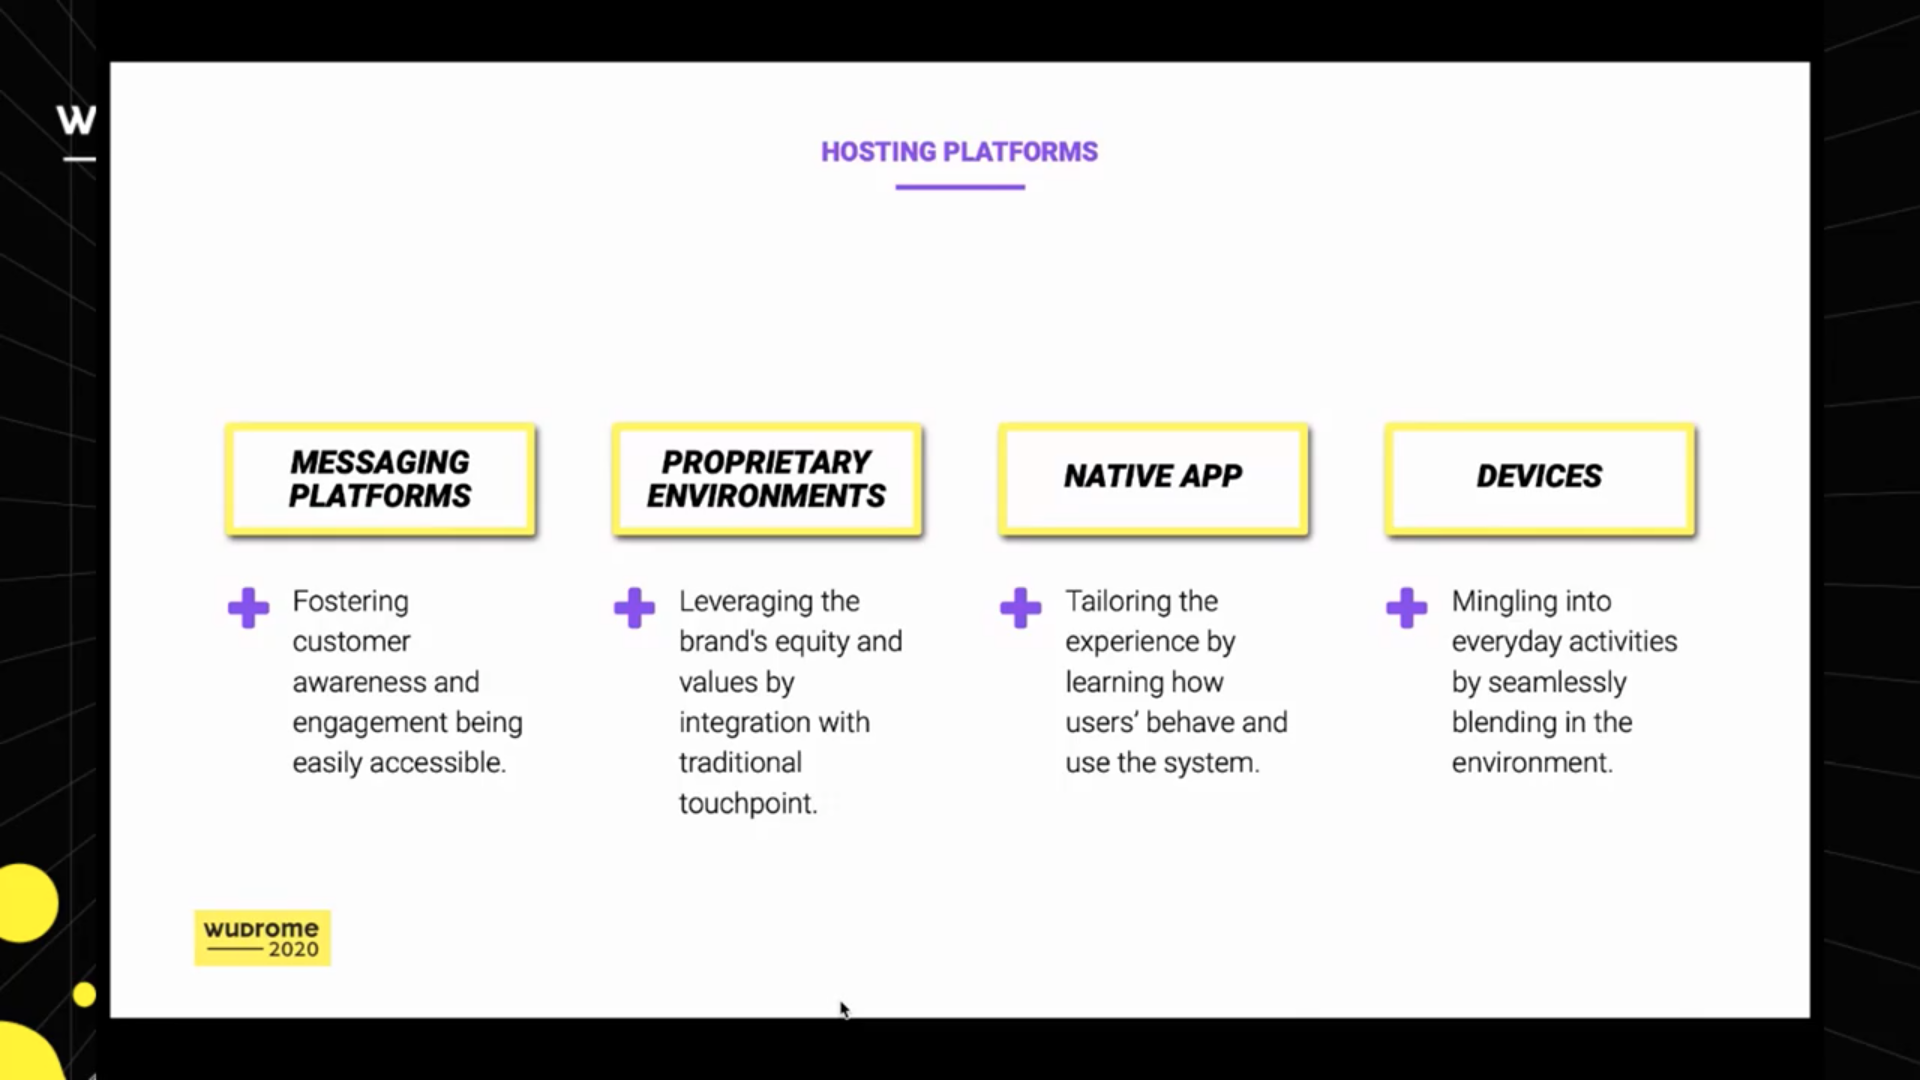 W
HOSTING PLATFORMS
MESSAGING
PLATFORMS
Fostering
customer
awareness and
engagement being
easily accessible.
PROPRIETARY
ENVIRONMENTS
Leveraging the
brand's equity and
values by
integration with
traditional
touchpoint.
NATIVE APP
Tailoring the
experience by
learning how
users’ behave and
use the system.
DEVICES
Mingling into
everyday activities
by seamlessly
blending in the
environment.
wuDrome
2020